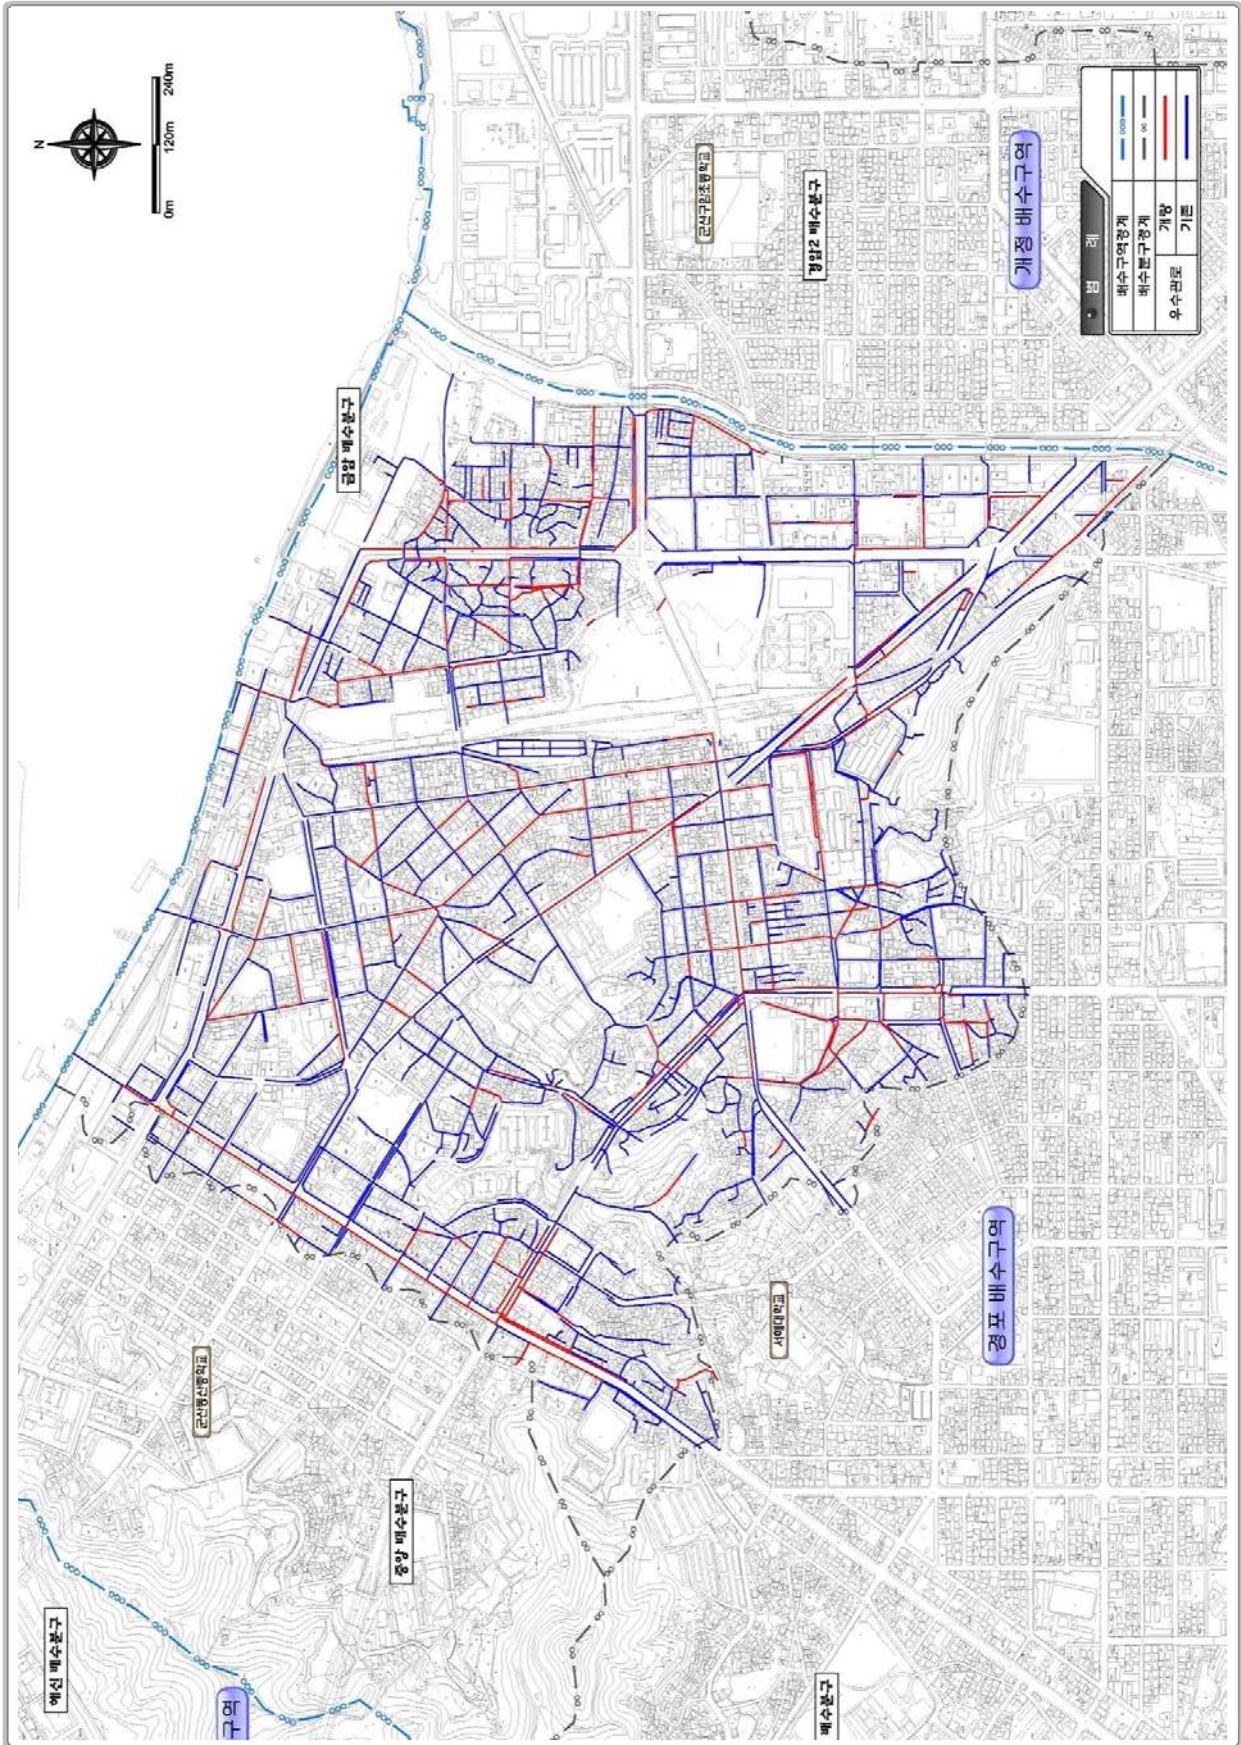 N
0m 120m 240m
금암 배수분구
군산구암초등학교
경암2 배수분구
개정 배수구역
범 례
배수구역경계
배수분구경계
우수관로
개량
기존
군산동산중학교
중앙 배수분구
서해대학교
경포 배수구역
해신 배수분구
구역
배수분구